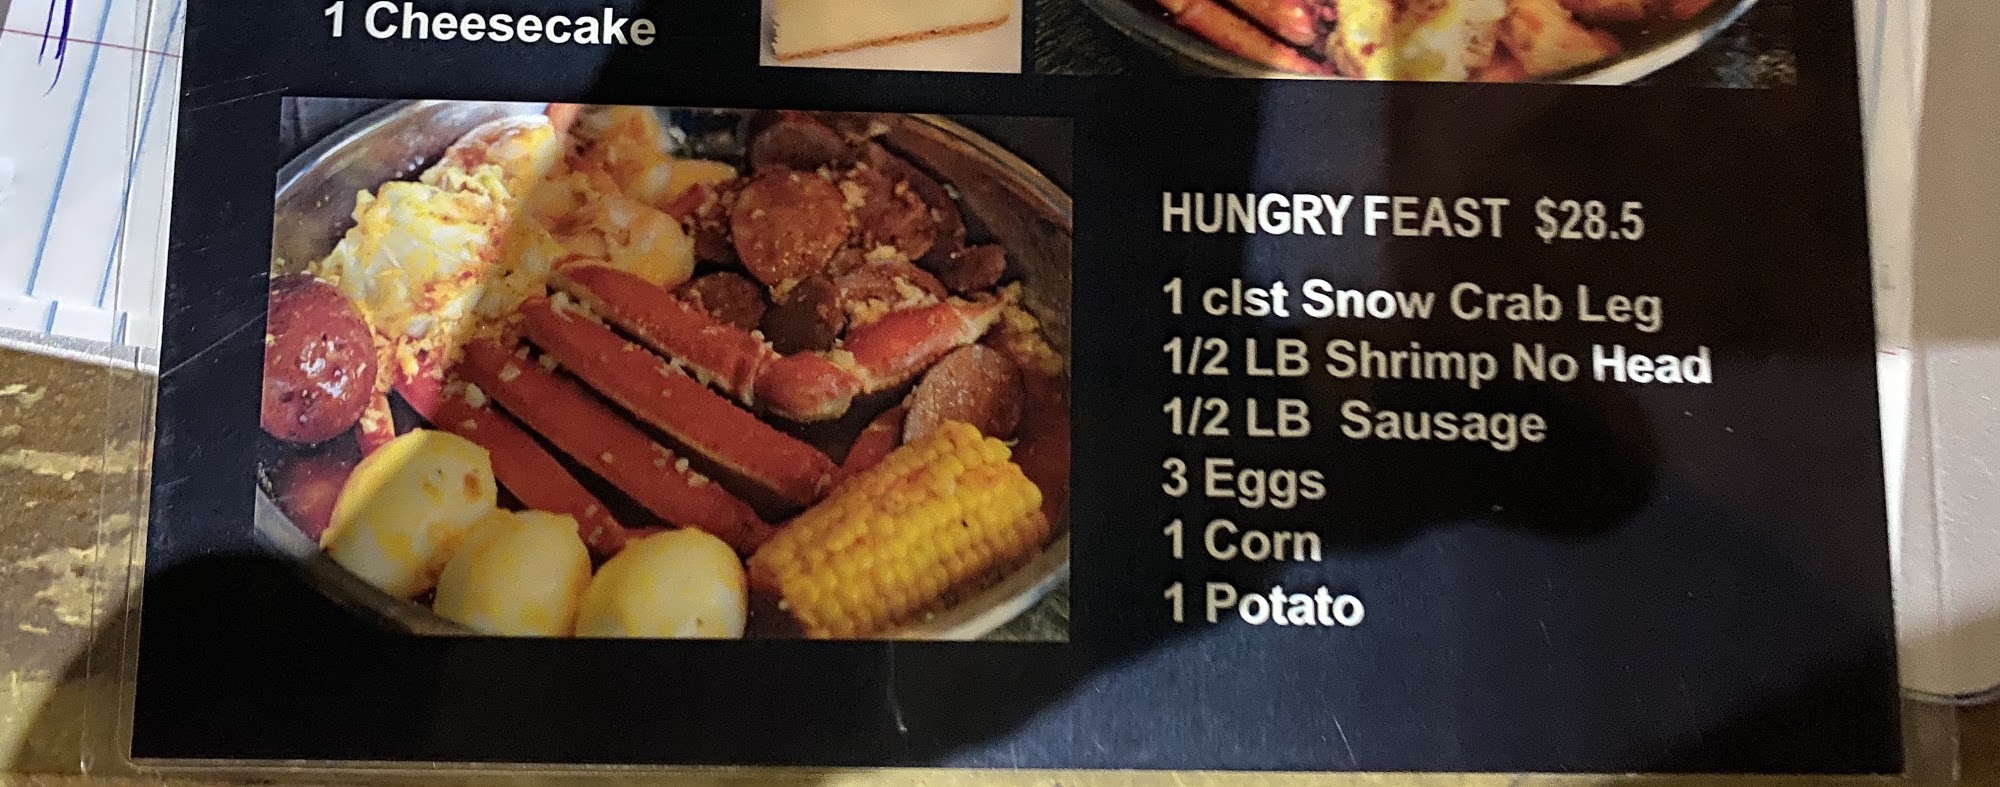 1 Cheesecake
HUNGRY FEAST $28.5
1 clst Snow Crab Leg
1/2 LB Shrimp No Head
1/2 LB Sausage
3 Eggs
1 Corn
1 Potato